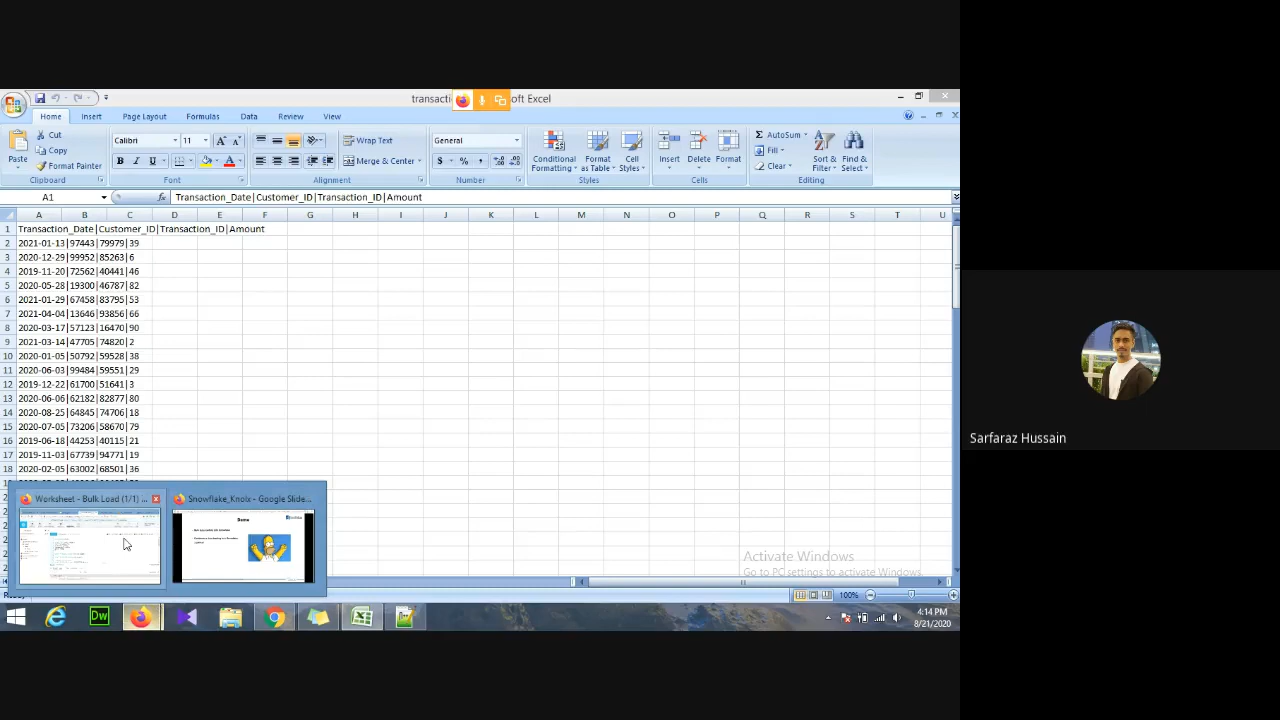 transacti oft Excel
Home Insert Page Layout Formulas Data Review View
Cut
Copy
Format Painter
Paste
Clipboard
Calibri 11
B I U
Font
Wrap Text
Merge & Center
Alignment
General
$ % ,
Number
Conditional Formatting
Format as Table
Cell Styles
Styles
Insert Delete Format
Cells
AutoSum
Fill
Clear
Sort & Filter
Find & Select
Editing
A1 fx Transaction_Date|Customer_ID|Transaction_ID|Amount
A B C D E F G H I J K L M N O P Q R S T U
1 Transaction_Date|Customer_ID|Transaction_ID|Amount
2 2021-01-13|97443|79979|39
3 2020-12-29|99952|85263|6
4 2019-11-20|72562|40441|46
5 2020-05-28|19300|46787|82
6 2021-01-29|67458|83795|53
7 2021-04-04|13646|93856|66
8 2020-03-17|57123|16470|90
9 2021-03-14|47705|74820|2
10 2020-01-05|50792|59528|38
11 2020-06-03|99484|59551|29
12 2019-12-22|61700|51641|3
13 2020-06-06|62182|82877|80
14 2020-08-25|64845|74706|18
15 2020-07-05|73206|58670|79
16 2019-06-18|44253|40115|21
17 2019-11-03|67739|94771|19
18 2020-02-05|63002|68501|36
Worksheet - Bulk Load (1/1) ...
Snowflake_Knolx - Google Slide...
Demo
Activate Windows
Go to PC settings to activate Windows.
100%
Dw
4:14 PM
8/21/2020
Sarfaraz Hussain